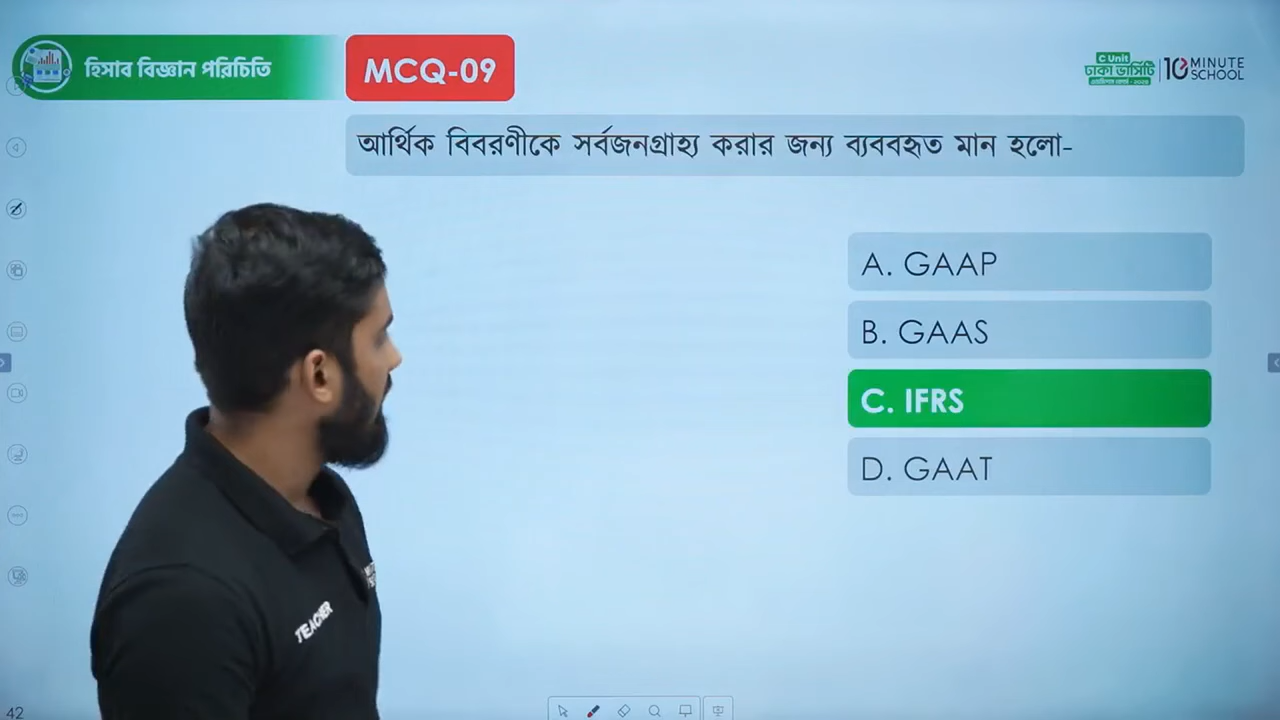 হিসাব বিজ্ঞান পরিচিতি
MCQ-09
C Unit
ঢাকা ভার্সিটি
10 MINUTE SCHOOL
আর্থিক বিবরণীকে সর্বজনগ্রাহ্য করার জন্য ব্যববহৃত মান হলো-
A. GAAP
B. GAAS
C. IFRS
D. GAAT
TEACHER
42